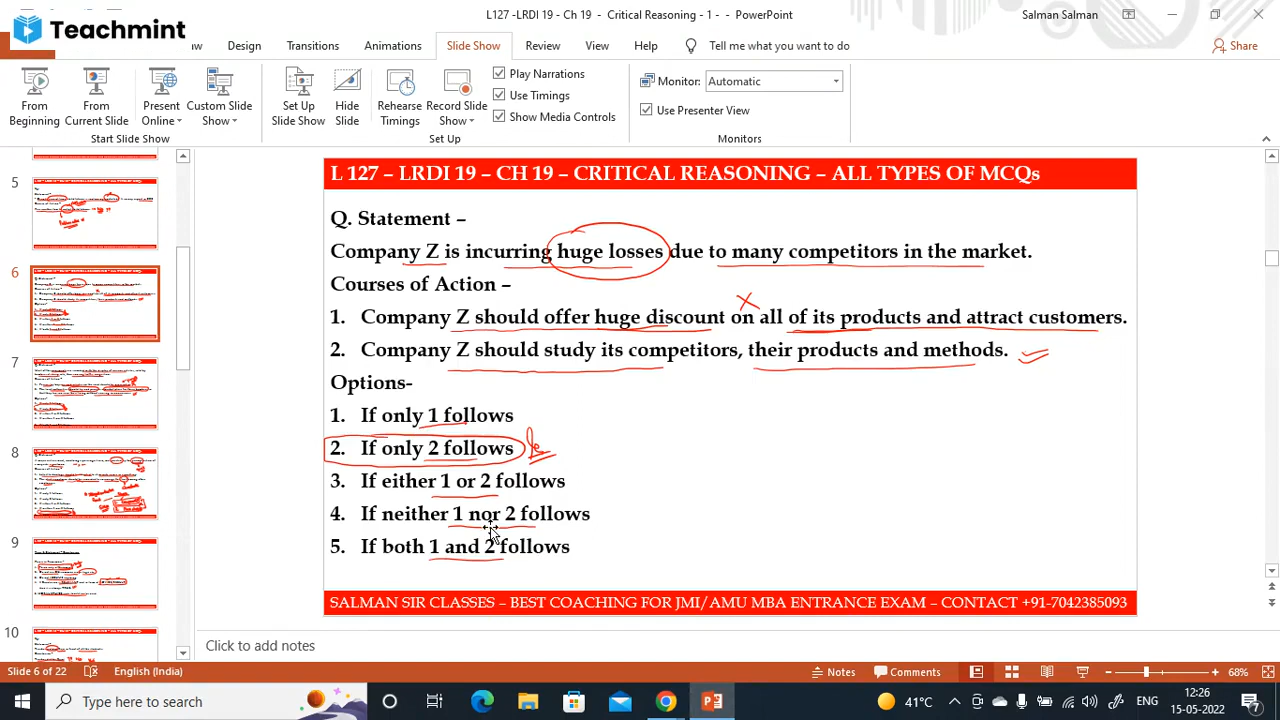 Teachmint
L127 -LRDI 19 - Ch 19 - Critical Reasoning - 1 - - PowerPoint
Salman Salman
Design Transitions Animations Slide Show Review View Help Tell me what you want to do Share
From Beginning
From Current Slide
Present Online
Custom Slide Show
Start Slide Show
Set Up Slide Show
Hide Slide
Rehearse Timings
Record Slide Show
Play Narrations
Use Timings
Show Media Controls
Set Up
Monitor: Automatic
Use Presenter View
Monitors
5
6
7
8
9
10
L 127 – LRDI 19 – CH 19 – CRITICAL REASONING – ALL TYPES OF MCQs
Q. Statement –
Company Z is incurring huge losses due to many competitors in the market.
Courses of Action –
1. Company Z should offer huge discount on all of its products and attract customers.
2. Company Z should study its competitors, their products and methods.
Options-
1. If only 1 follows
2. If only 2 follows
3. If either 1 or 2 follows
4. If neither 1 nor 2 follows
5. If both 1 and 2 follows
SALMAN SIR CLASSES – BEST COACHING FOR JMI/AMU MBA ENTRANCE EXAM – CONTACT +91-7042385093
Click to add notes
Slide 6 of 22 English (India) Notes Comments 68%
Type here to search 41°C ENG 12:26
15-05-2022 7